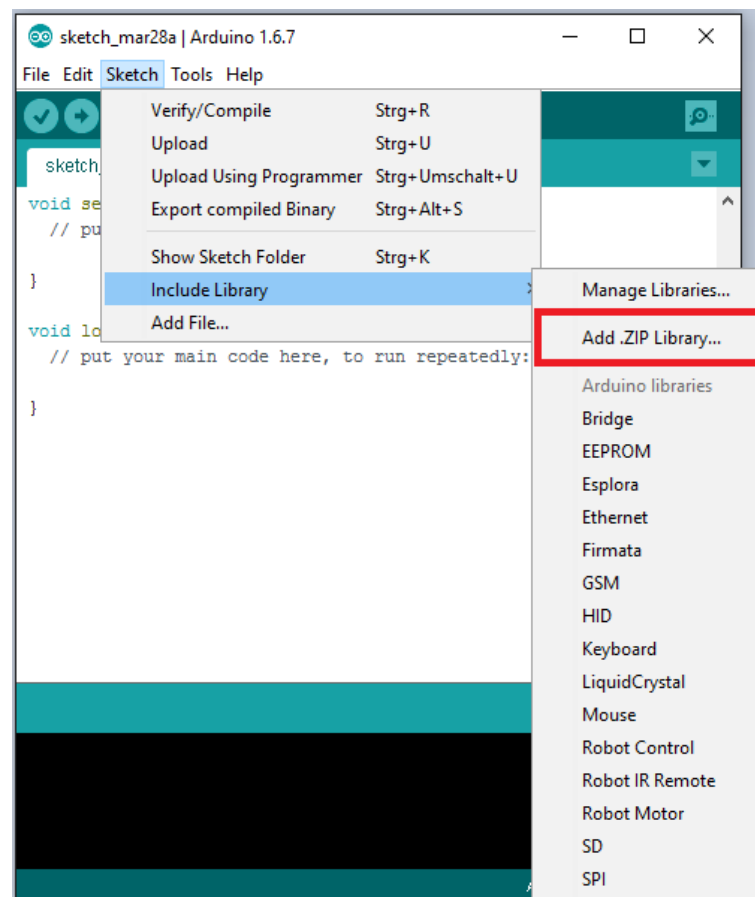 sketch_mar28a | Arduino 1.6.7
File Edit Sketch Tools Help
Verify/Compile Strg+R
Upload Strg+U
Upload Using Programmer Strg+Umschalt+U
Export compiled Binary Strg+Alt+S
Show Sketch Folder Strg+K
Include Library
Add File...
sketch_
void se
// pu
}
void lo
// put your main code here, to run repeatedly:
}
Manage Libraries...
Add .ZIP Library...
Arduino libraries
Bridge
EEPROM
Esplora
Ethernet
Firmata
GSM
HID
Keyboard
LiquidCrystal
Mouse
Robot Control
Robot IR Remote
Robot Motor
SD
SPI